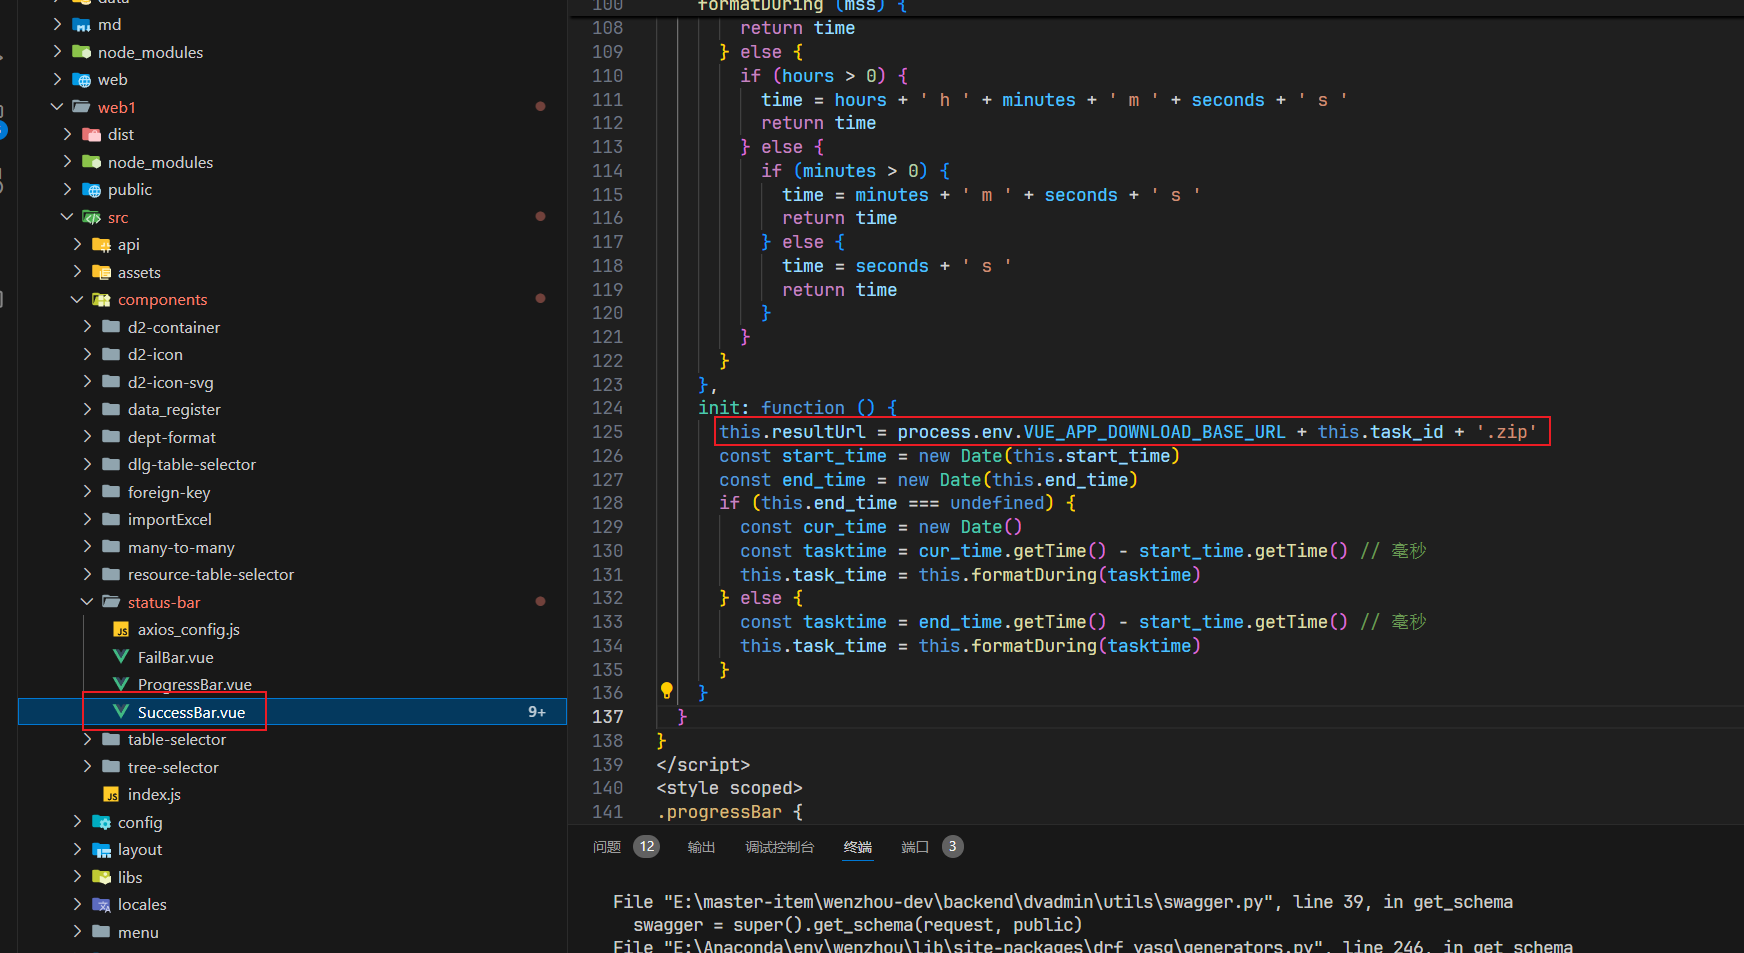 data
md
node_modules
web
web1
dist
node_modules
public
src
api
assets
components
d2-container
d2-icon
d2-icon-svg
data_register
dept-format
dlg-table-selector
foreign-key
importExcel
many-to-many
resource-table-selector
status-bar
axios_config.js
FailBar.vue
ProgressBar.vue
SuccessBar.vue 9+
table-selector
tree-selector
index.js
config
layout
libs
locales
menu
100 formatDuring (mss) {
108 return time
109 } else {
110 if (hours > 0) {
111 time = hours + ' h ' + minutes + ' m ' + seconds + ' s '
112 return time
113 } else {
114 if (minutes > 0) {
115 time = minutes + ' m ' + seconds + ' s '
116 return time
117 } else {
118 time = seconds + ' s '
119 return time
120 }
121 }
122 }
123 },
124 init: function () {
125 this.resultUrl = process.env.VUE_APP_DOWNLOAD_BASE_URL + this.task_id + '.zip'
126 const start_time = new Date(this.start_time)
127 const end_time = new Date(this.end_time)
128 if (this.end_time === undefined) {
129 const cur_time = new Date()
130 const tasktime = cur_time.getTime() - start_time.getTime() // 毫秒
131 this.task_time = this.formatDuring(tasktime)
132 } else {
133 const tasktime = end_time.getTime() - start_time.getTime() // 毫秒
134 this.task_time = this.formatDuring(tasktime)
135 }
136 }
137 }
138 }
139 </script>
140 <style scoped>
141 .progressBar {
问题 12 输出 调试控制台 终端 端口 3
File "E:\master-item\wenzhou-dev\backend\dvadmin\utils\swagger.py", line 39, in get_schema
swagger = super().get_schema(request, public)
File "E:\Anaconda\env\wenzhou\lib\site-packages\drf_yasg\generators.py", line 246, in get_schema